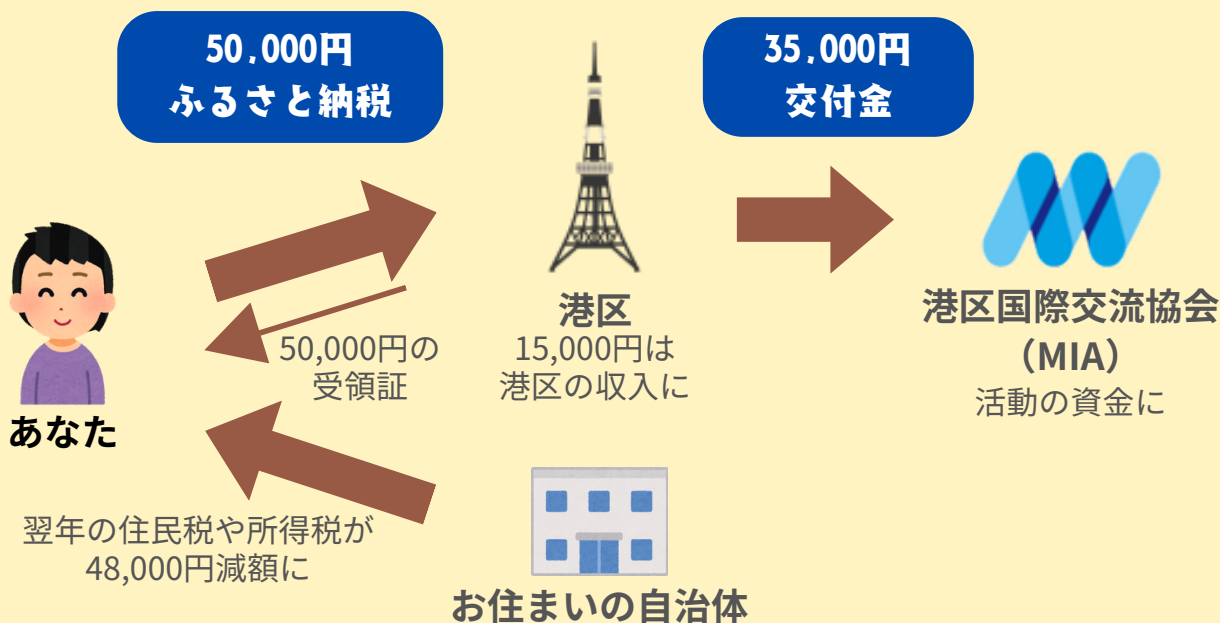 50.000円
ふるさと納税
35.000円
交付金
50,000円の
受領証
あなた
港区
15,000円は
港区の収入に
港区国際交流協会
（MIA）
活動の資金に
翌年の住民税や所得税が
48,000円減額に
お住まいの自治体